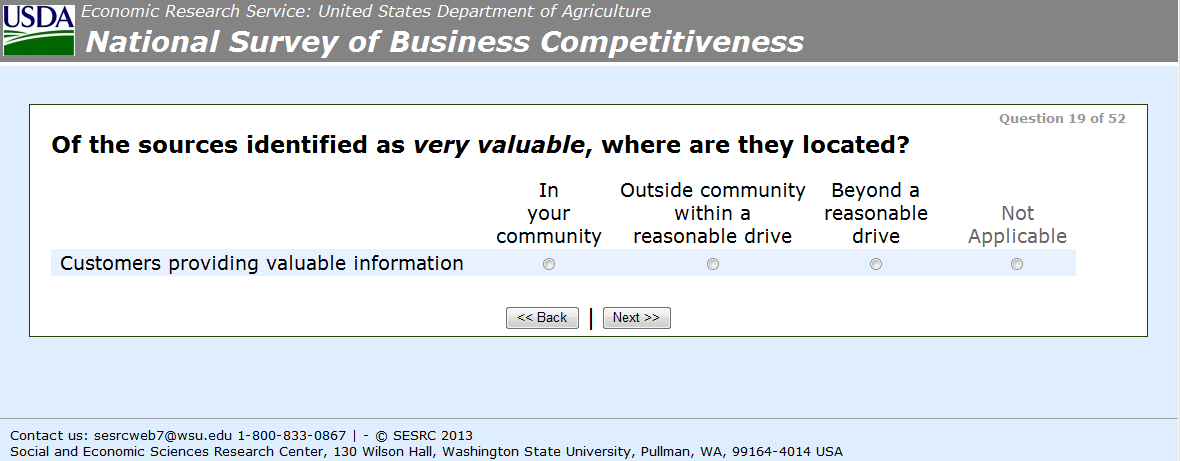 USDA
Economic Research Service: United States Department of Agriculture
National Survey of Business Competitiveness
Question 19 of 52
Of the sources identified as very valuable, where are they located?
In
your
community
Outside community
within a
reasonable drive
Beyond a
reasonable
drive
Not
Applicable
Customers providing valuable information
<< Back | Next >>
Contact us: sesrcweb7@wsu.edu 1-800-833-0867 | - © SESRC 2013
Social and Economic Sciences Research Center, 130 Wilson Hall, Washington State University, Pullman, WA, 99164-4014 USA